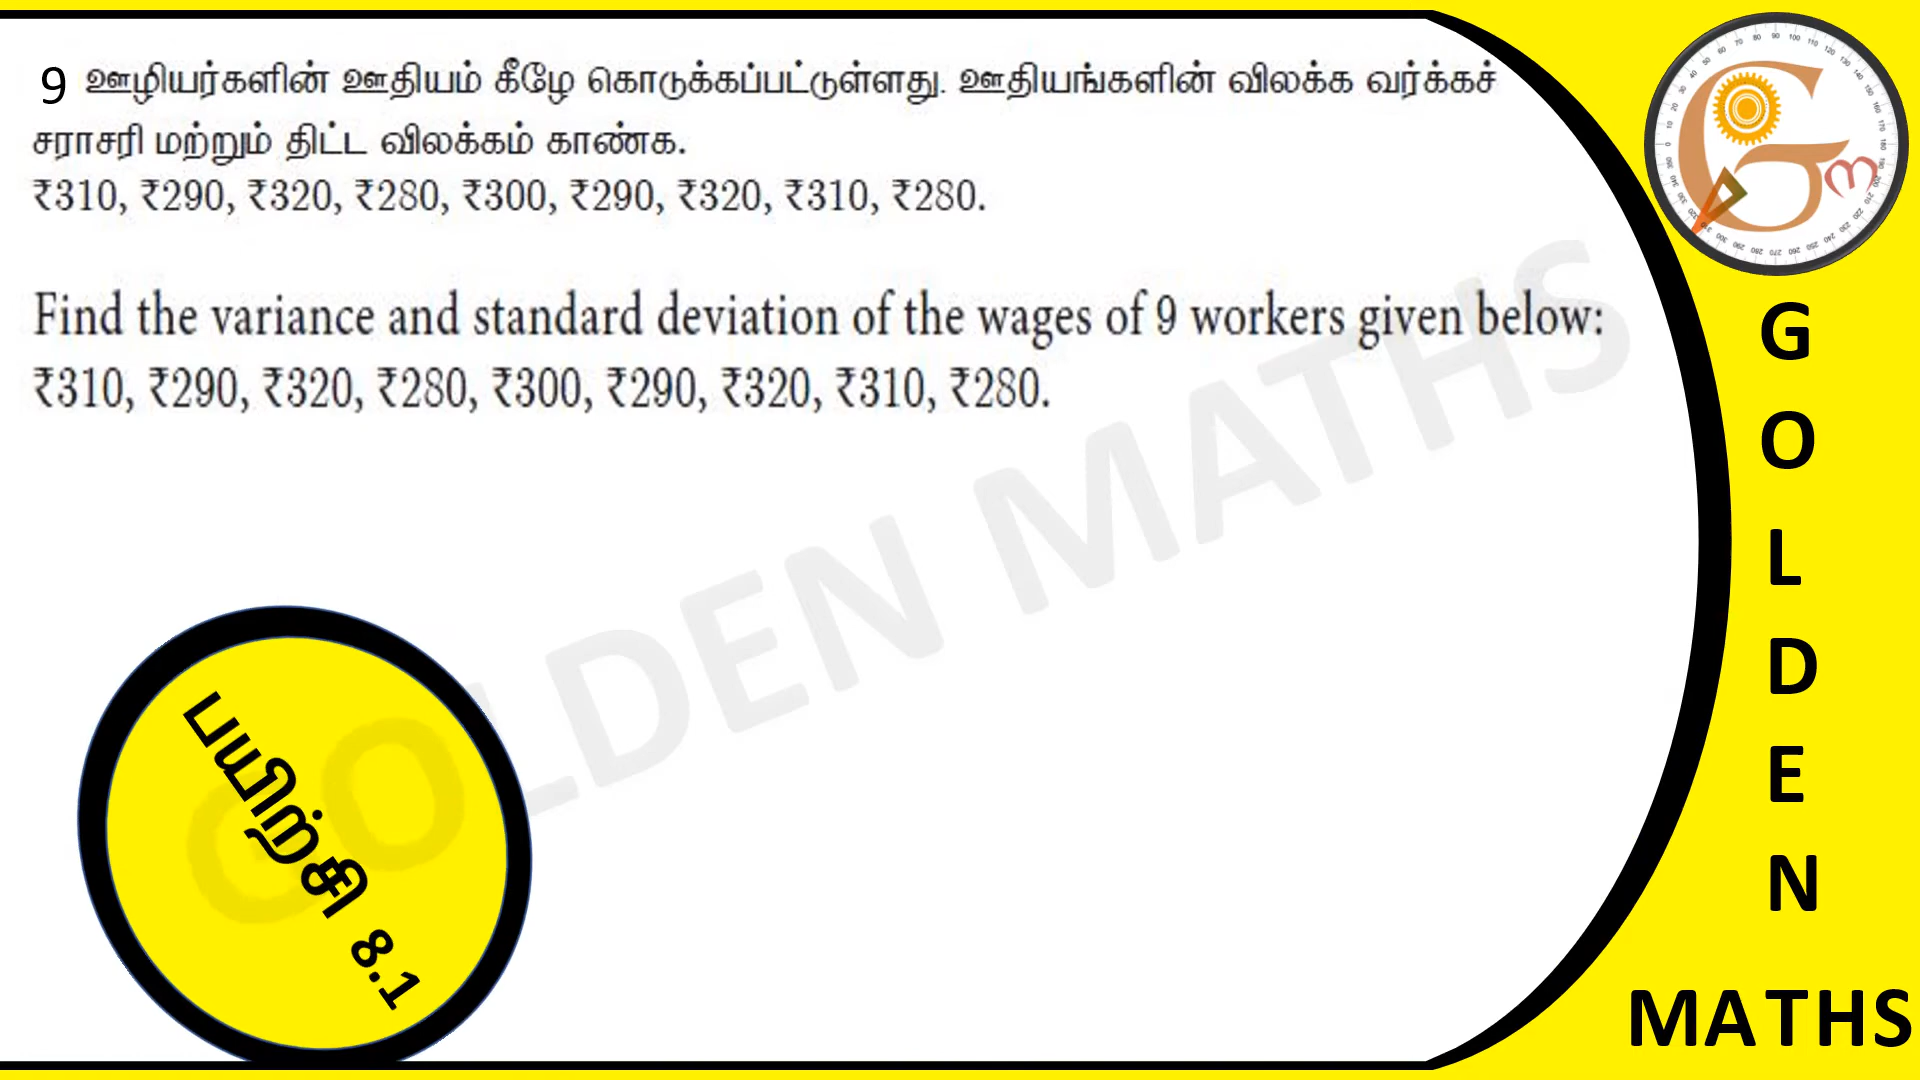 9 ஊழியர்களின் ஊதியம் கீழே கொடுக்கப்பட்டுள்ளது. ஊதியங்களின் விலக்க வர்க்கச்
சராசரி மற்றும் திட்ட விலக்கம் காண்க.
₹310, ₹290, ₹320, ₹280, ₹300, ₹290, ₹320, ₹310, ₹280.
Find the variance and standard deviation of the wages of 9 workers given below:
₹310, ₹290, ₹320, ₹280, ₹300, ₹290, ₹320, ₹310, ₹280.
GOLDEN MATHS
பயிற்சி 8.1
Gm
G
O
L
D
E
N
MATHS